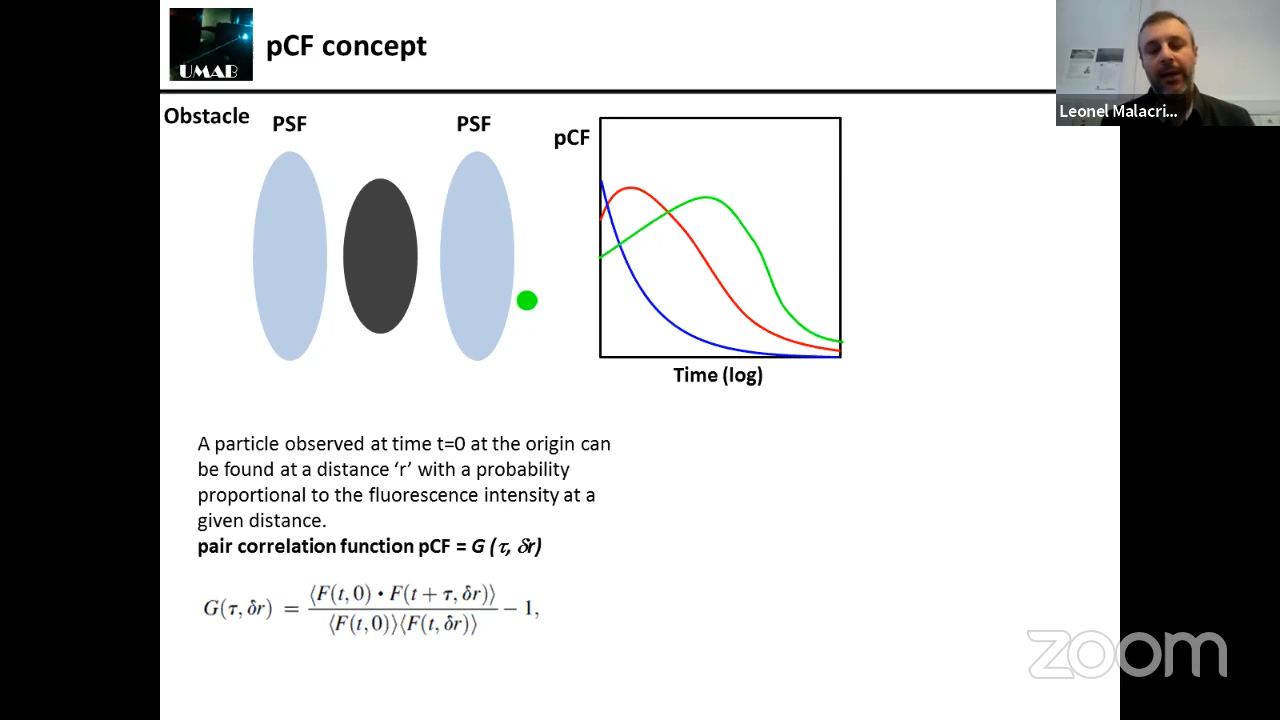 UMAB
pCF concept
Leonel Malacri...
Obstacle
PSF
PSF
pCF
Time (log)
A particle observed at time t=0 at the origin can
be found at a distance ‘r’ with a probability
proportional to the fluorescence intensity at a
given distance.
pair correlation function pCF = G (τ, δr)
G(τ, δr) = ⟨F(t, 0) • F(t + τ, δr)⟩ / ⟨F(t, 0)⟩⟨F(t, δr)⟩ − 1,
zoom